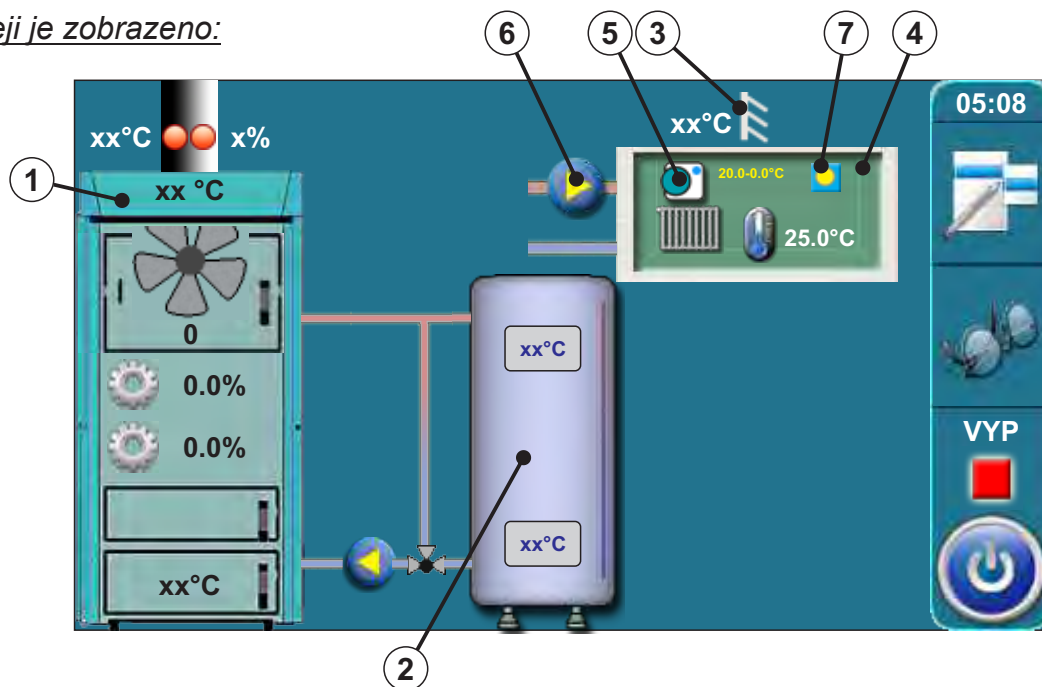 eji je zobrazeno:
6 5 3 7 4
05:08
xx°C x%
xx°C
1
xx °C
20.0-0.0°C
25.0°C
0
xx°C
0.0%
VYP
0.0%
xx°C
xx°C
2